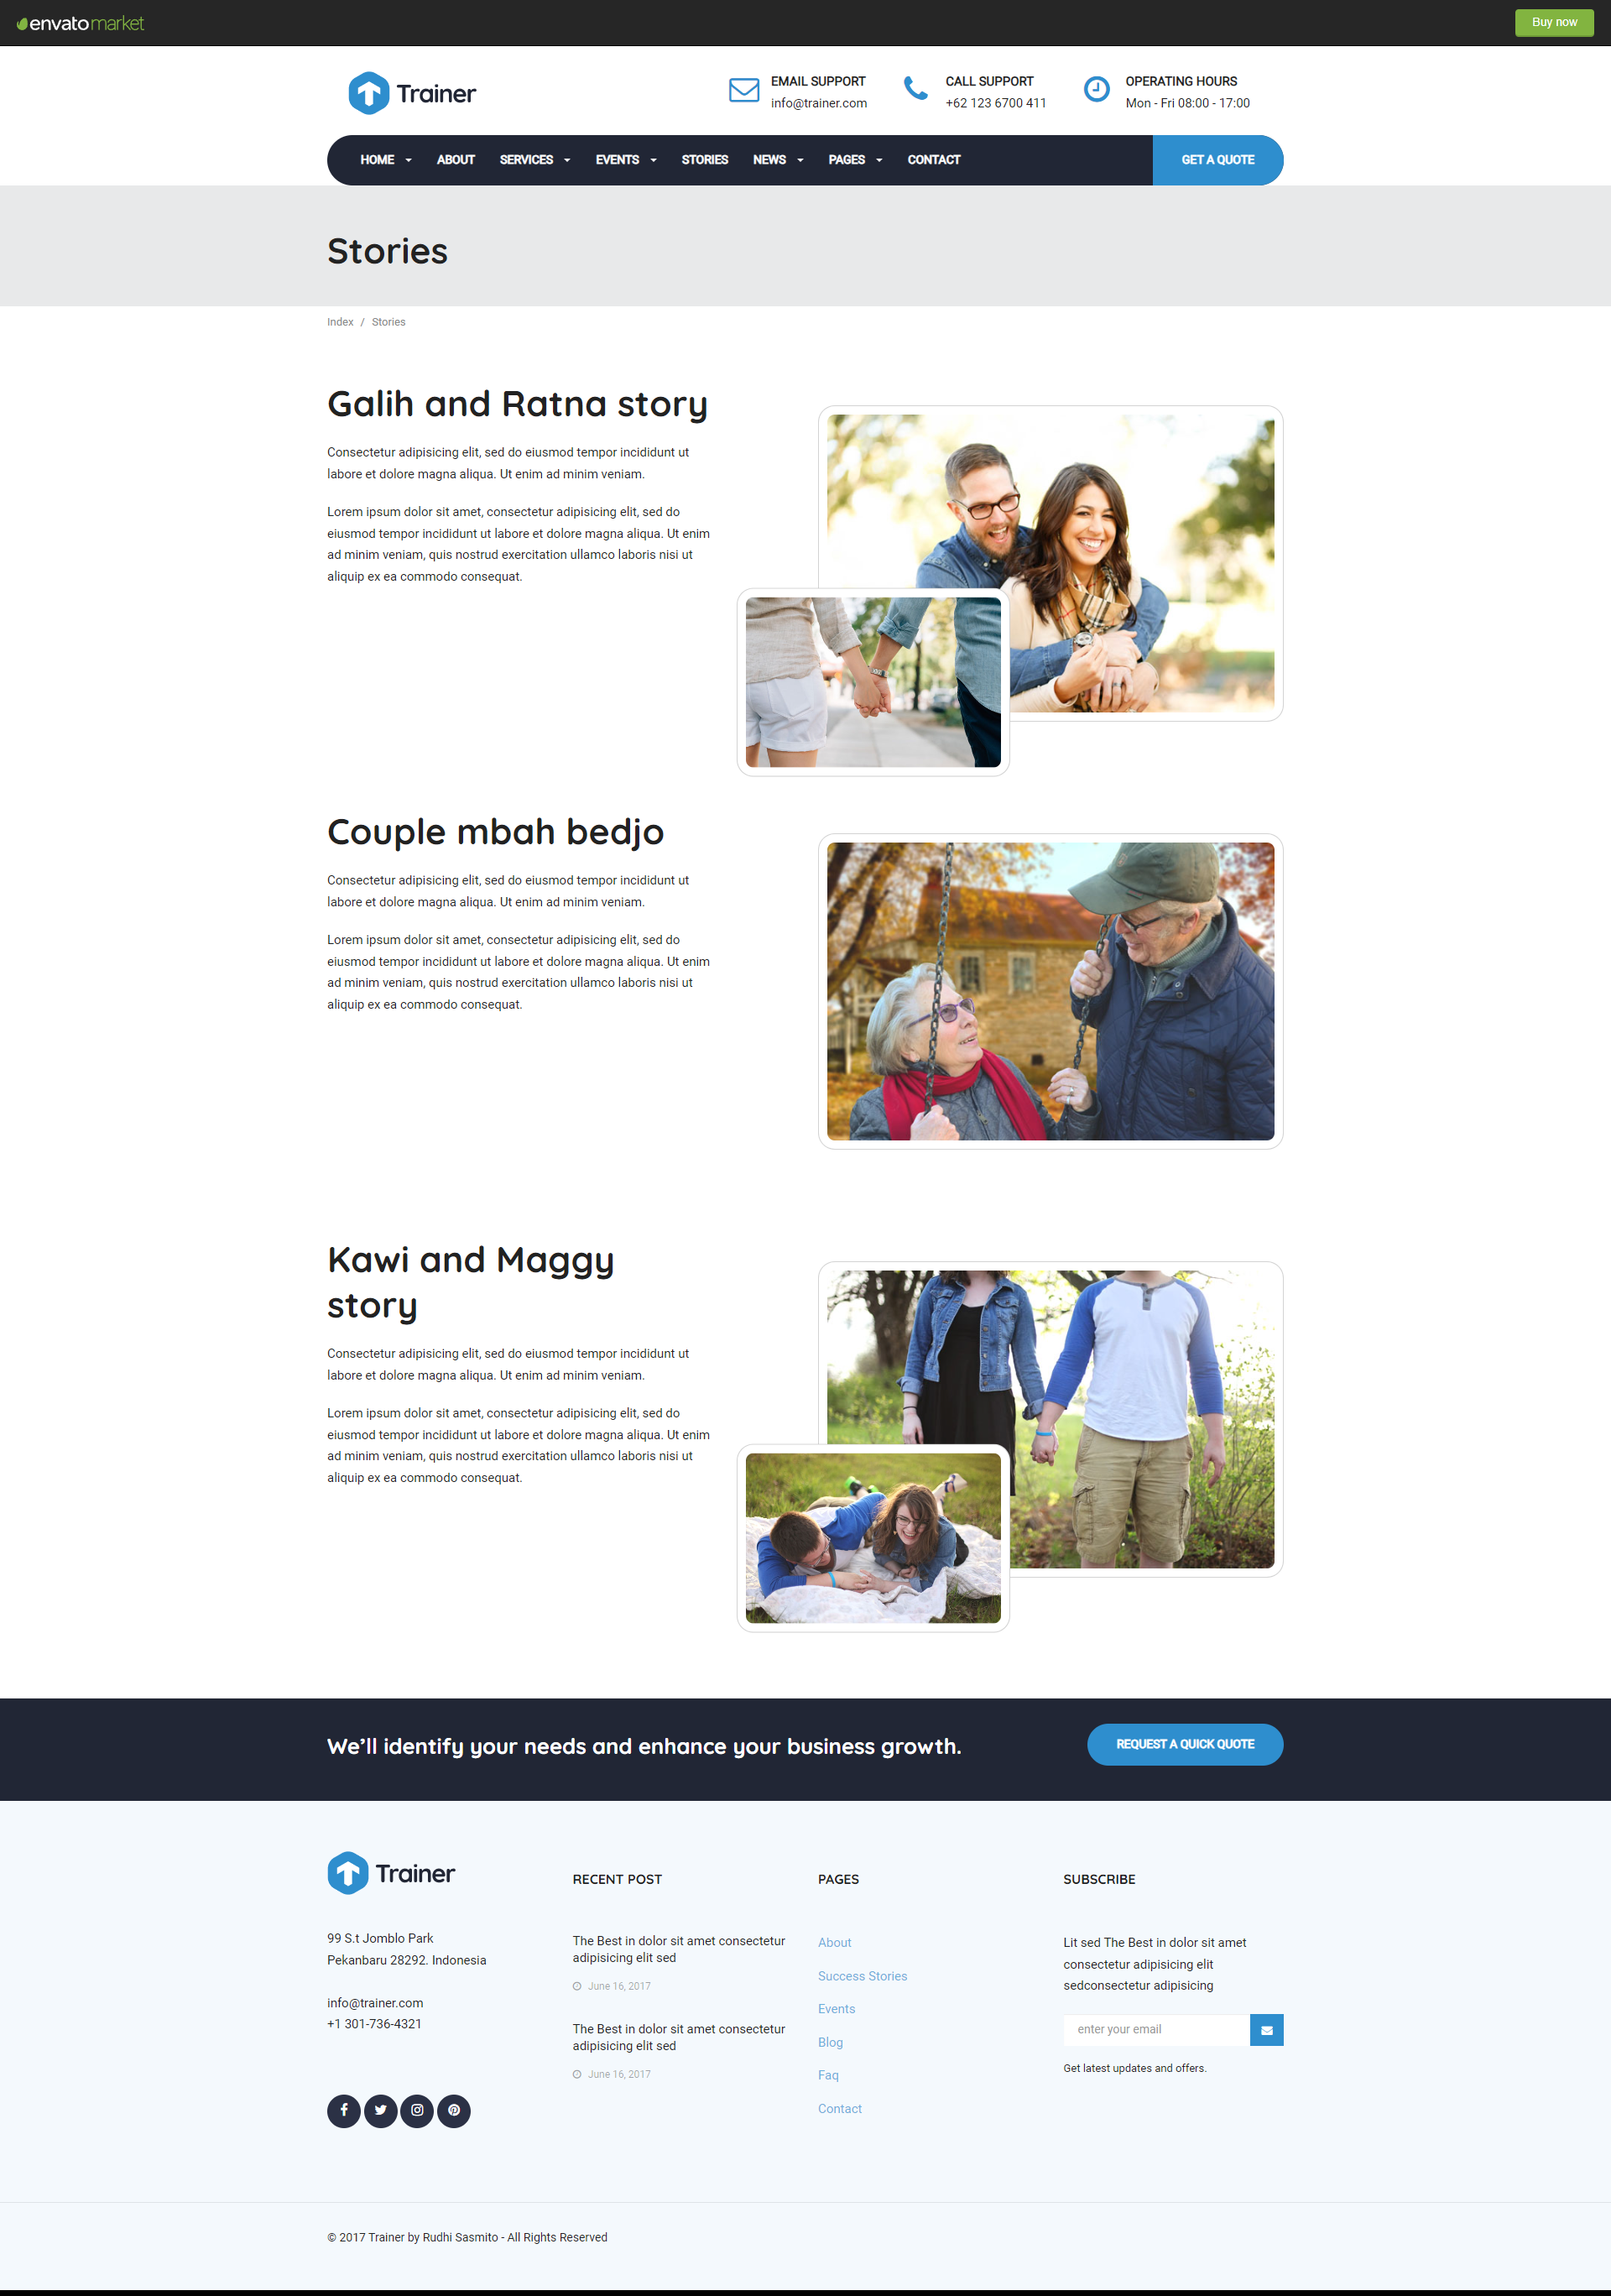 envato market
Buy now
Trainer
EMAIL SUPPORT
info@trainer.com
CALL SUPPORT
+62 123 6700 411
OPERATING HOURS
Mon - Fri 08:00 - 17:00
HOME
ABOUT
SERVICES
EVENTS
STORIES
NEWS
PAGES
CONTACT
GET A QUOTE
Stories
Index / Stories
Galih and Ratna story
Consectetur adipisicing elit, sed do eiusmod tempor incididunt ut
labore et dolore magna aliqua. Ut enim ad minim veniam.
Lorem ipsum dolor sit amet, consectetur adipisicing elit, sed do
eiusmod tempor incididunt ut labore et dolore magna aliqua. Ut enim
ad minim veniam, quis nostrud exercitation ullamco laboris nisi ut
aliquip ex ea commodo consequat.
Couple mbah bedjo
Consectetur adipisicing elit, sed do eiusmod tempor incididunt ut
labore et dolore magna aliqua. Ut enim ad minim veniam.
Lorem ipsum dolor sit amet, consectetur adipisicing elit, sed do
eiusmod tempor incididunt ut labore et dolore magna aliqua. Ut enim
ad minim veniam, quis nostrud exercitation ullamco laboris nisi ut
aliquip ex ea commodo consequat.
Kawi and Maggy
story
Consectetur adipisicing elit, sed do eiusmod tempor incididunt ut
labore et dolore magna aliqua. Ut enim ad minim veniam.
Lorem ipsum dolor sit amet, consectetur adipisicing elit, sed do
eiusmod tempor incididunt ut labore et dolore magna aliqua. Ut enim
ad minim veniam, quis nostrud exercitation ullamco laboris nisi ut
aliquip ex ea commodo consequat.
We'll identify your needs and enhance your business growth.
REQUEST A QUICK QUOTE
Trainer
99 S.t Jomblo Park
Pekanbaru 28292. Indonesia
info@trainer.com
+1 301-736-4321
RECENT POST
The Best in dolor sit amet consectetur
adipisicing elit sed
June 16, 2017
The Best in dolor sit amet consectetur
adipisicing elit sed
June 16, 2017
PAGES
About
Success Stories
Events
Blog
Faq
Contact
SUBSCRIBE
Lit sed The Best in dolor sit amet
consectetur adipisicing elit
sedconsectetur adipisicing
enter your email
Get latest updates and offers.
© 2017 Trainer by Rudhi Sasmito - All Rights Reserved